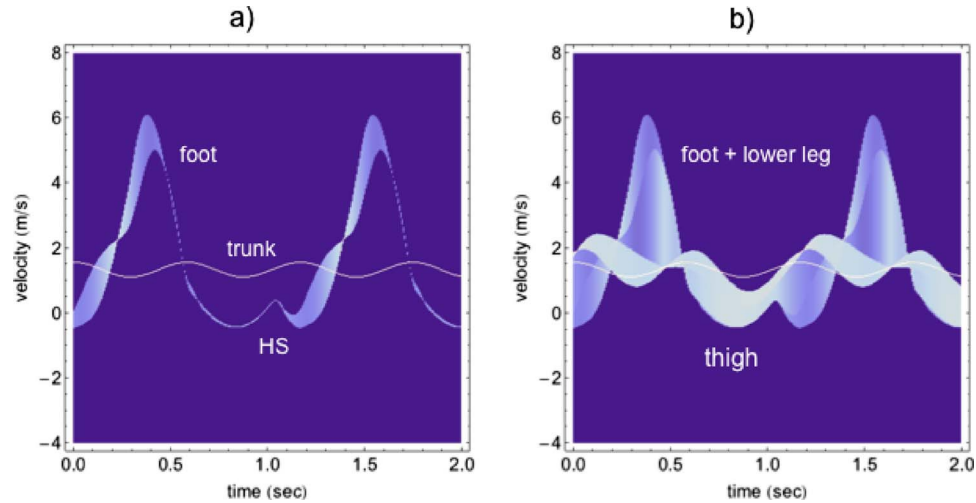 a)
8
6
4
2
0
−2
−4
velocity (m/s)
foot
trunk
HS
0.0 0.5 1.0 1.5 2.0
time (sec)
b)
8
6
4
2
0
−2
−4
velocity (m/s)
foot + lower leg
thigh
0.0 0.5 1.0 1.5 2.0
time (sec)